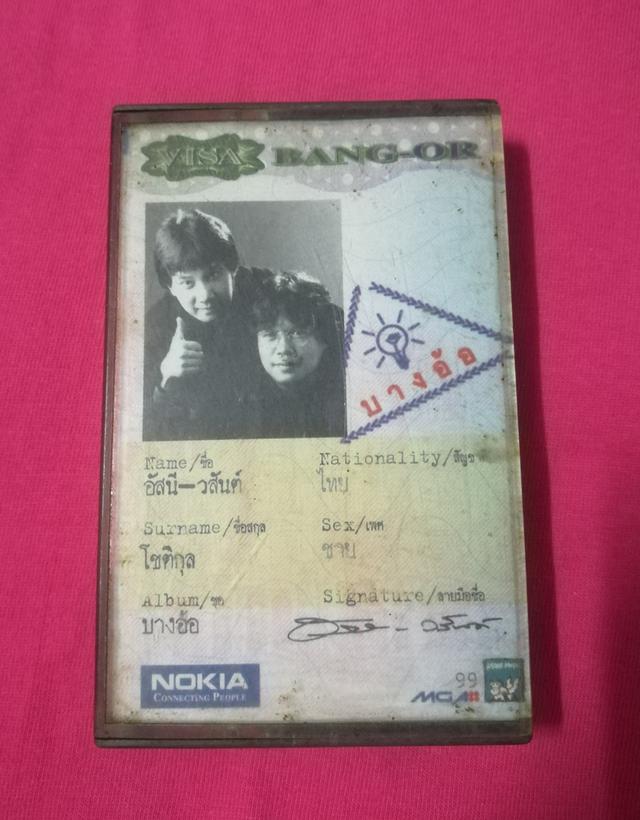 VISA BANG-OR
บางอ้อ
Name/ชื่อ
อัสนี-วสันต์
Nationality/สัญชาติ
ไทย
Surname/ชื่อสกุล
โชติกุล
Sex/เพศ
ชาย
Album/ชุด
บางอ้อ
Signature/ลายมือชื่อ
NOKIA
CONNECTING PEOPLE
99
MGA